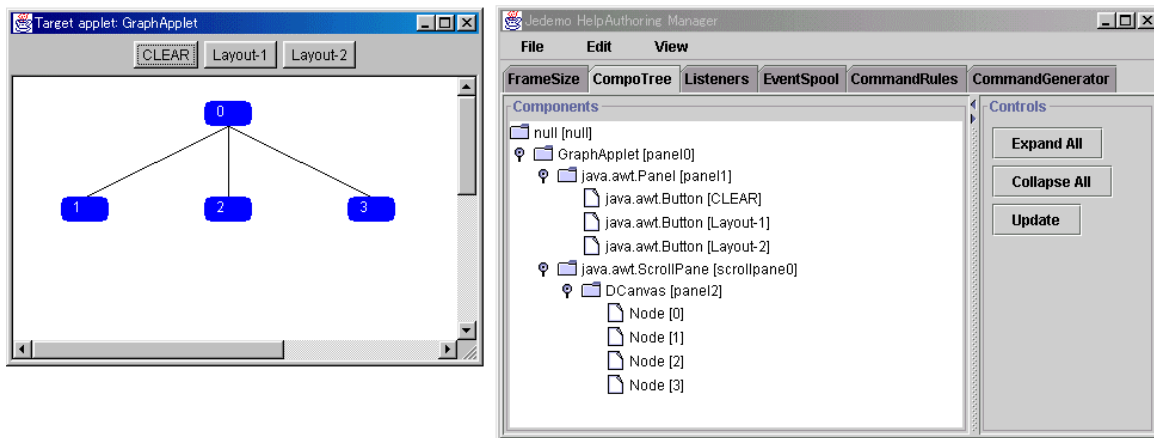 Target applet: GraphApplet
CLEAR Layout-1 Layout-2
0
1 2 3
Jedemo HelpAuthoring Manager
File Edit View
FrameSize CompoTree Listeners EventSpool CommandRules CommandGenerator
Components
null [null]
GraphApplet [panel0]
java.awt.Panel [panel1]
java.awt.Button [CLEAR]
java.awt.Button [Layout-1]
java.awt.Button [Layout-2]
java.awt.ScrollPane [scrollpane0]
DCanvas [panel2]
Node [0]
Node [1]
Node [2]
Node [3]
Controls
Expand All
Collapse All
Update